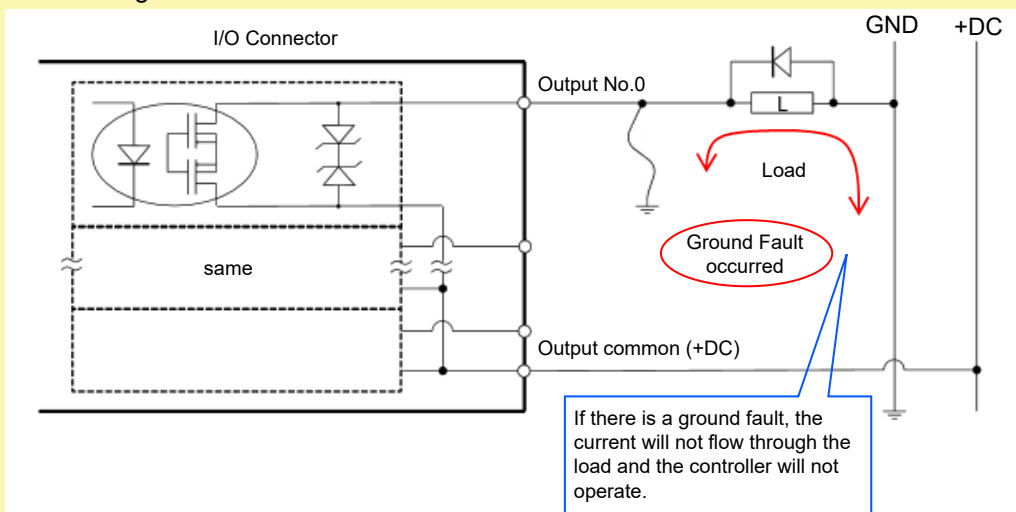 GND
+DC
I/O Connector
Output No.0
L
Load
Ground Fault
occurred
same
Output common (+DC)
If there is a ground fault, the
current will not flow through the
load and the controller will not
operate.